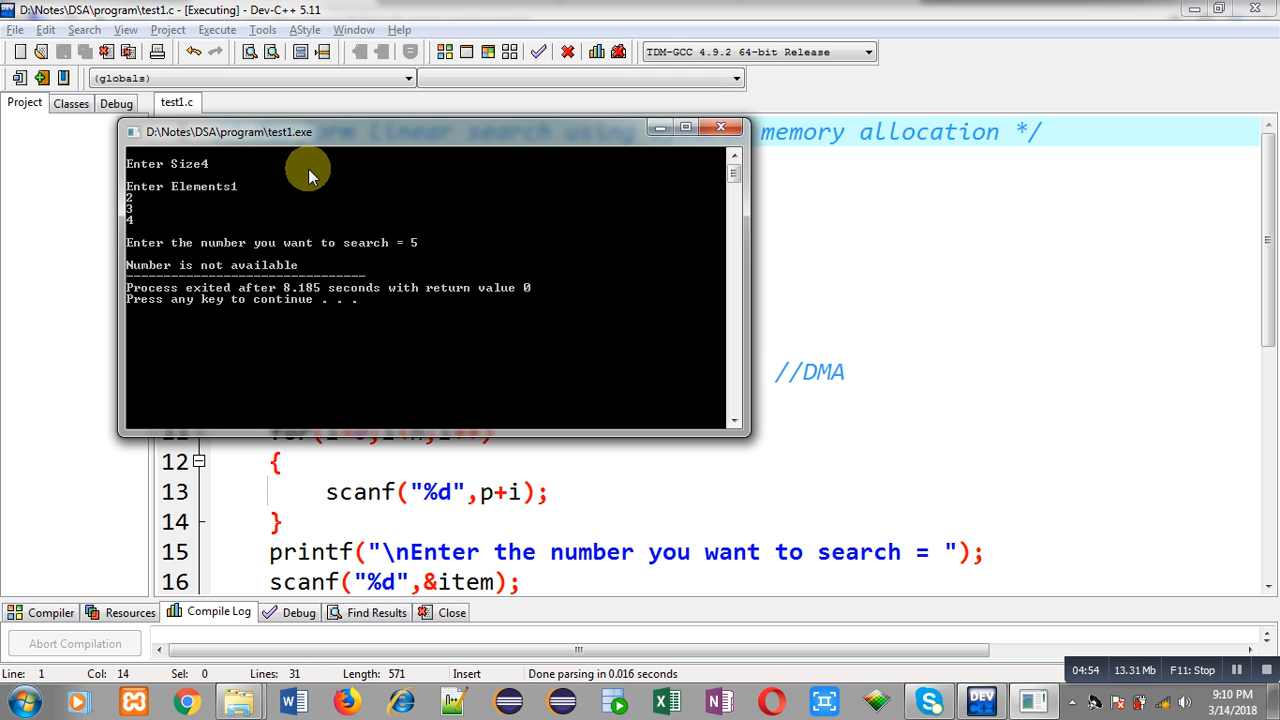 D:\Notes\DSA\program\test1.c - [Executing] - Dev-C++ 5.11
File Edit Search View Project Execute Tools AStyle Window Help
TDM-GCC 4.9.2 64-bit Release
(globals)
Project Classes Debug test1.c
D:\Notes\DSA\program\test1.exe
memory allocation */
Enter Size4
Enter Elements1
2
3
4
Enter the number you want to search = 5
Number is not available
--------------------------------
Process exited after 8.185 seconds with return value 0
Press any key to continue . . .
//DMA
12 {
13 scanf("%d",p+i);
14 }
15 printf("\nEnter the number you want to search = ");
16 scanf("%d",&item);
Compiler Resources Compile Log Debug Find Results Close
Abort Compilation
Line: 1 Col: 14 Sel: 0 Lines: 31 Length: 571 Insert Done parsing in 0.016 seconds
04:54 13.31 Mb F11: Stop
9:10 PM
3/14/2018